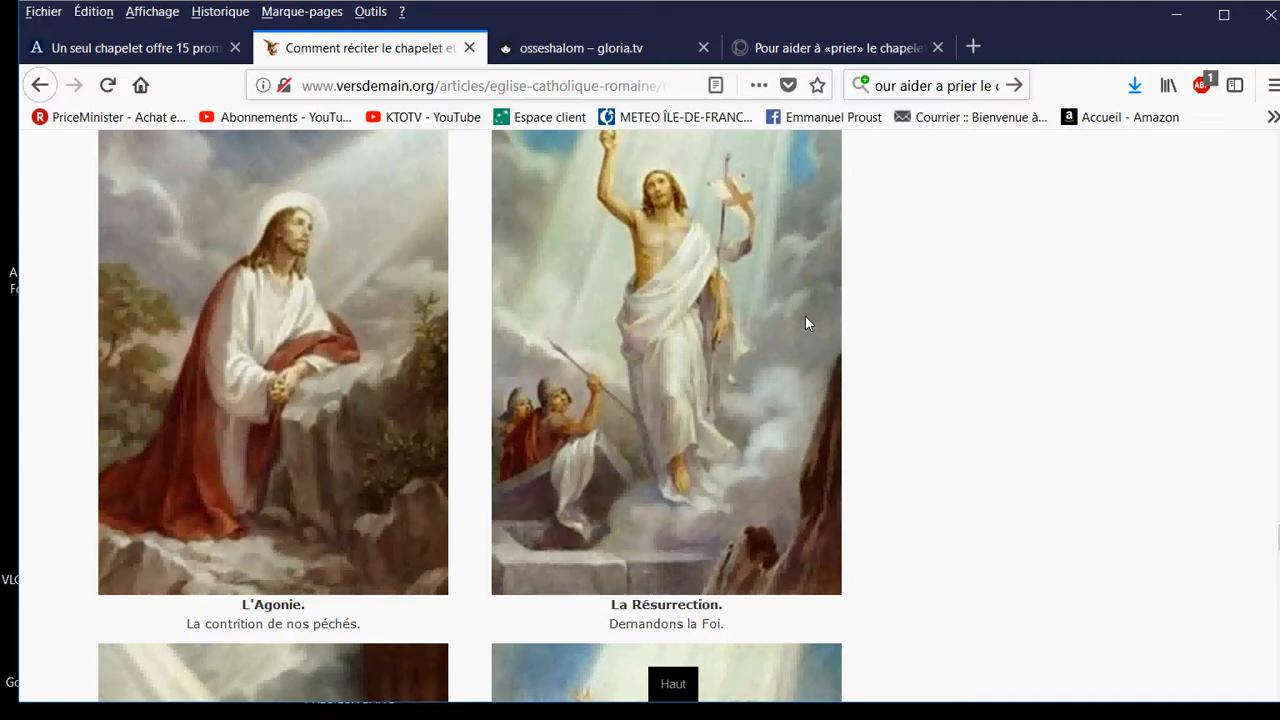 Fichier Édition Affichage Historique Marque-pages Outils ?
Un seul chapelet offre 15 prom
Comment réciter le chapelet et
osseshalom – gloria.tv
Pour aider à «prier» le chapelet
www.versdemain.org/articles/eglise-catholique-romaine/
our aider a prier le c
ABP 1
PriceMinister - Achat e...
Abonnements - YouTu...
KTOTV - YouTube
Espace client
METEO ÎLE-DE-FRANC...
Emmanuel Proust
Courrier :: Bienvenue à...
Accueil - Amazon
L'Agonie.
La contrition de nos péchés.
La Résurrection.
Demandons la Foi.
Haut